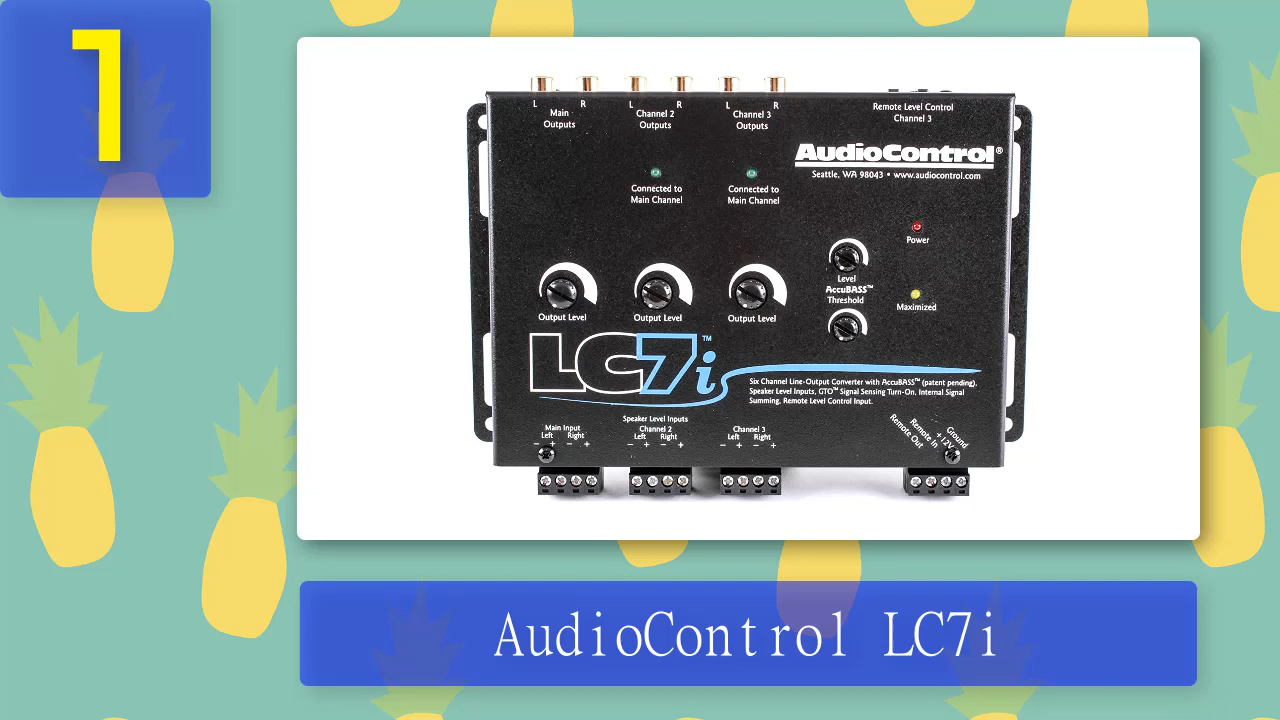 1
L R L R L R
Main
Outputs
Channel 2
Outputs
Channel 3
Outputs
Remote Level Control
Channel 3
AudioControl®
Seattle, WA 98043 • www.audiocontrol.com
Connected to
Main Channel
Connected to
Main Channel
Power
Level
AccuBASS™
Threshold
Maximized
Output Level
Output Level
Output Level
LC7i™
Six Channel Line-Output Converter with AccuBASS™ (patent pending),
Speaker Level Inputs, GTO™ Signal Sensing Turn-On, Internal Signal
Summing, Remote Level Control Input.
Speaker Level Inputs
Main Input
Left Right
- + - +
Channel 2
Left Right
- + - +
Channel 3
Left Right
- + - +
Remote Out
Remote In
+12V
Ground
AudioControl LC7i